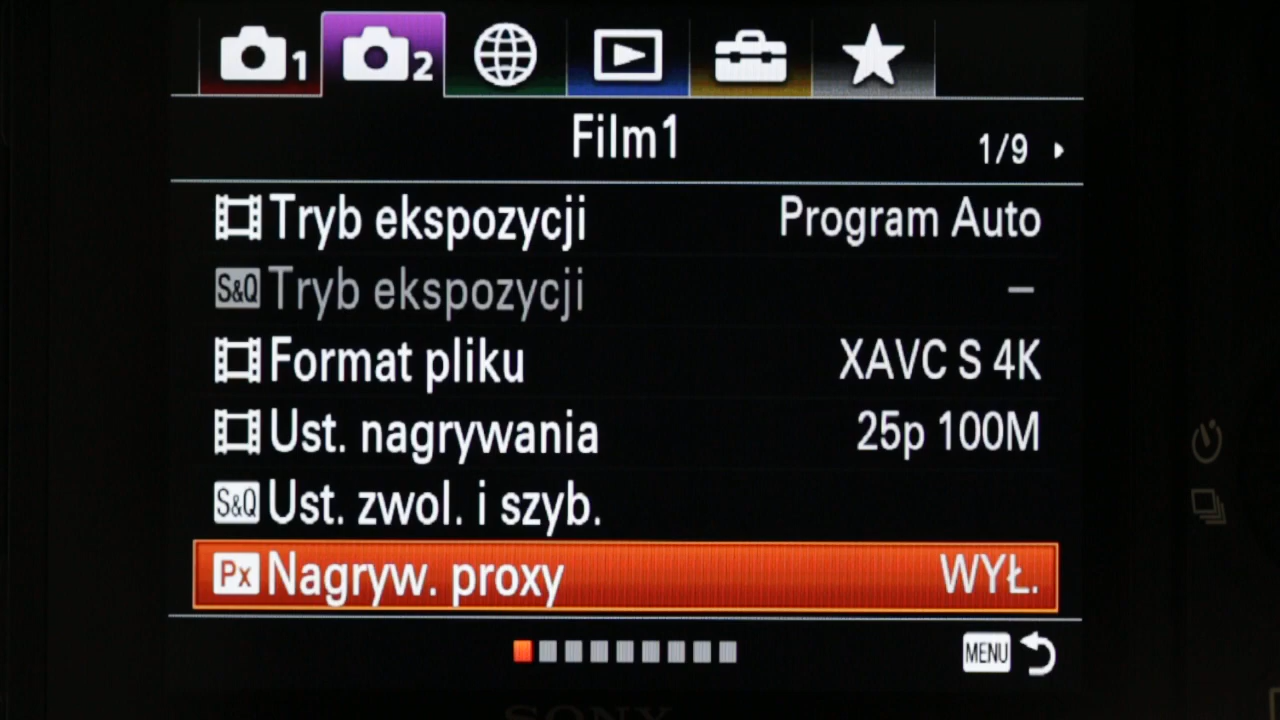 1
2
Film1
1/9
Tryb ekspozycji Program Auto
S&Q Tryb ekspozycji –
Format pliku XAVC S 4K
Ust. nagrywania 25p 100M
S&Q Ust. zwol. i szyb.
Px Nagryw. proxy WYŁ.
MENU
SONY